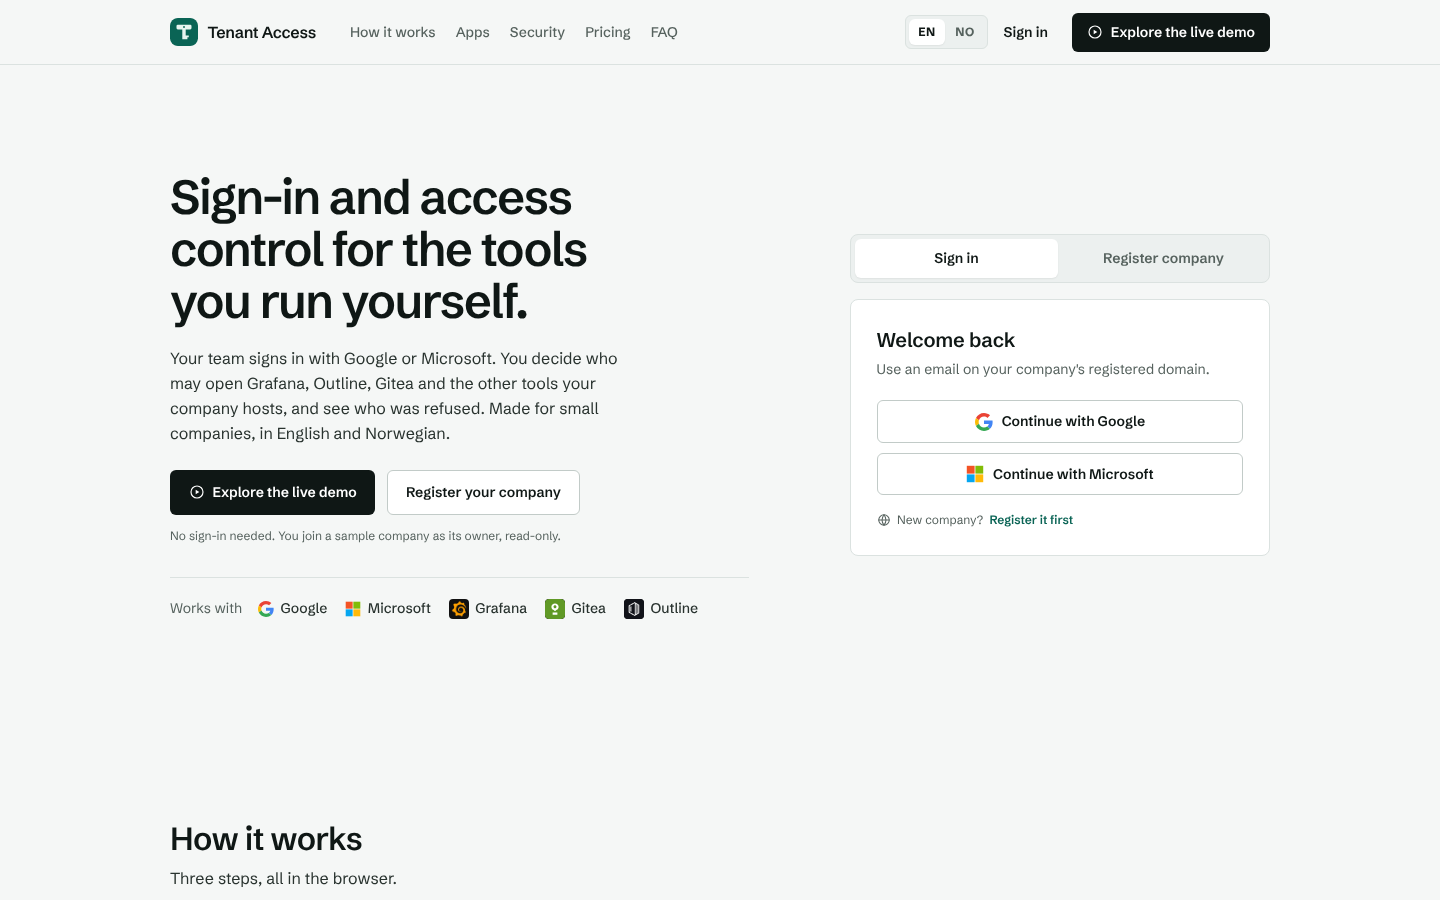 Tenant Access
How it works
Apps
Security
Pricing
FAQ
EN
NO
Sign in
Explore the live demo
Sign-in and access
control for the tools
you run yourself.
Your team signs in with Google or Microsoft. You decide who
may open Grafana, Outline, Gitea and the other tools your
company hosts, and see who was refused. Made for small
companies, in English and Norwegian.
Explore the live demo
Register your company
No sign-in needed. You join a sample company as its owner, read-only.
Works with
Google
Microsoft
Grafana
Gitea
Outline
Sign in
Register company
Welcome back
Use an email on your company's registered domain.
Continue with Google
Continue with Microsoft
New company? Register it first
How it works
Three steps, all in the browser.